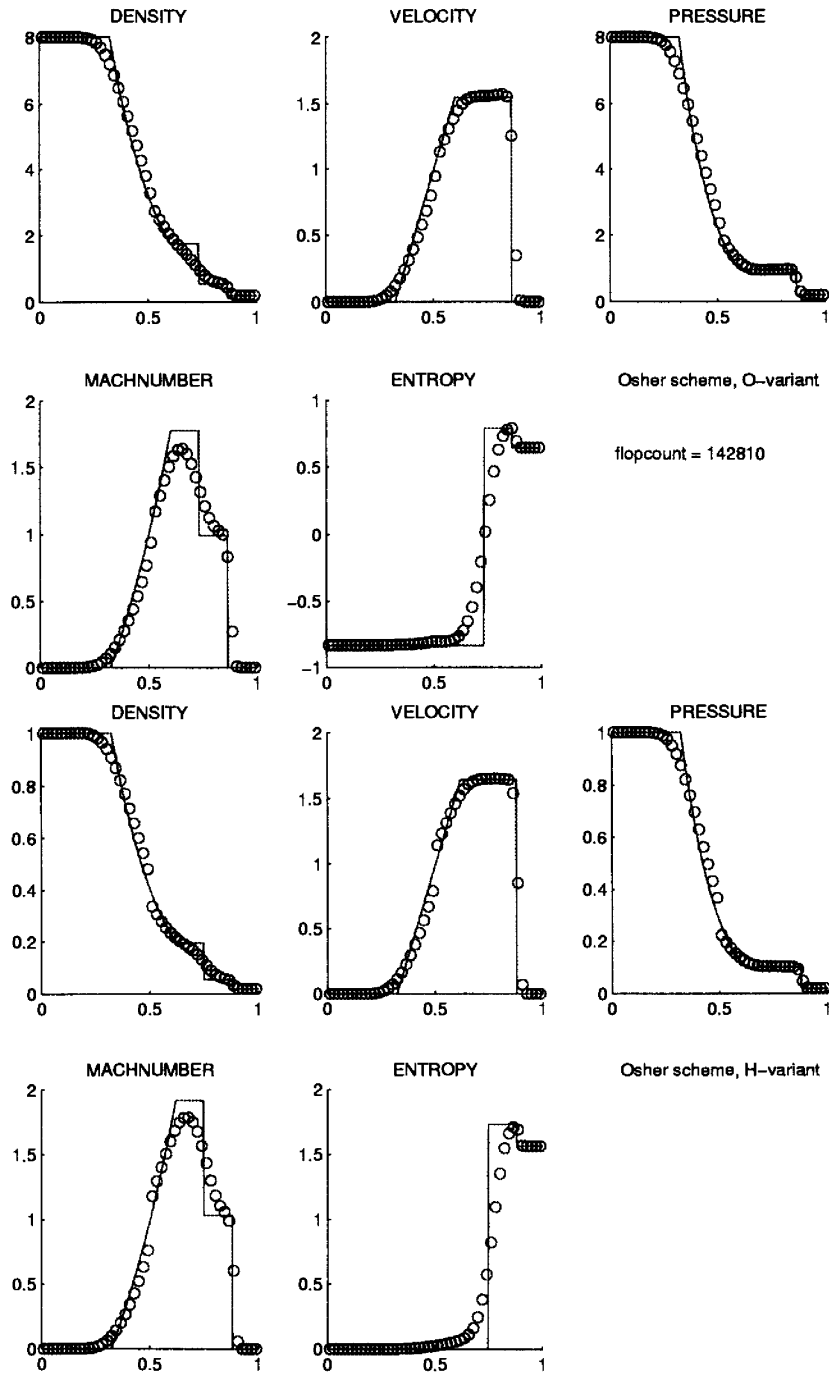 DENSITY VELOCITY PRESSURE
8 2 8
6 1.5 6
4 1 4
2 0.5 2
0 0 0
0 0.5 1 0 0.5 1 0 0.5 1
MACHNUMBER ENTROPY Osher scheme, O-variant
2 1
1.5 0.5
flopcount = 142810
1 0
0.5 −0.5
0 −1
0 0.5 1 0 0.5 1
DENSITY VELOCITY PRESSURE
1 2 1
0.8 0.8
1.5
0.6 0.6
1
0.4 0.4
0.5
0.2 0.2
0 0 0
0 0.5 1 0 0.5 1 0 0.5 1
MACHNUMBER ENTROPY Osher scheme, H-variant
2 2
1.5 1.5
1 1
0.5 0.5
0 0
0 0.5 1 0 0.5 1